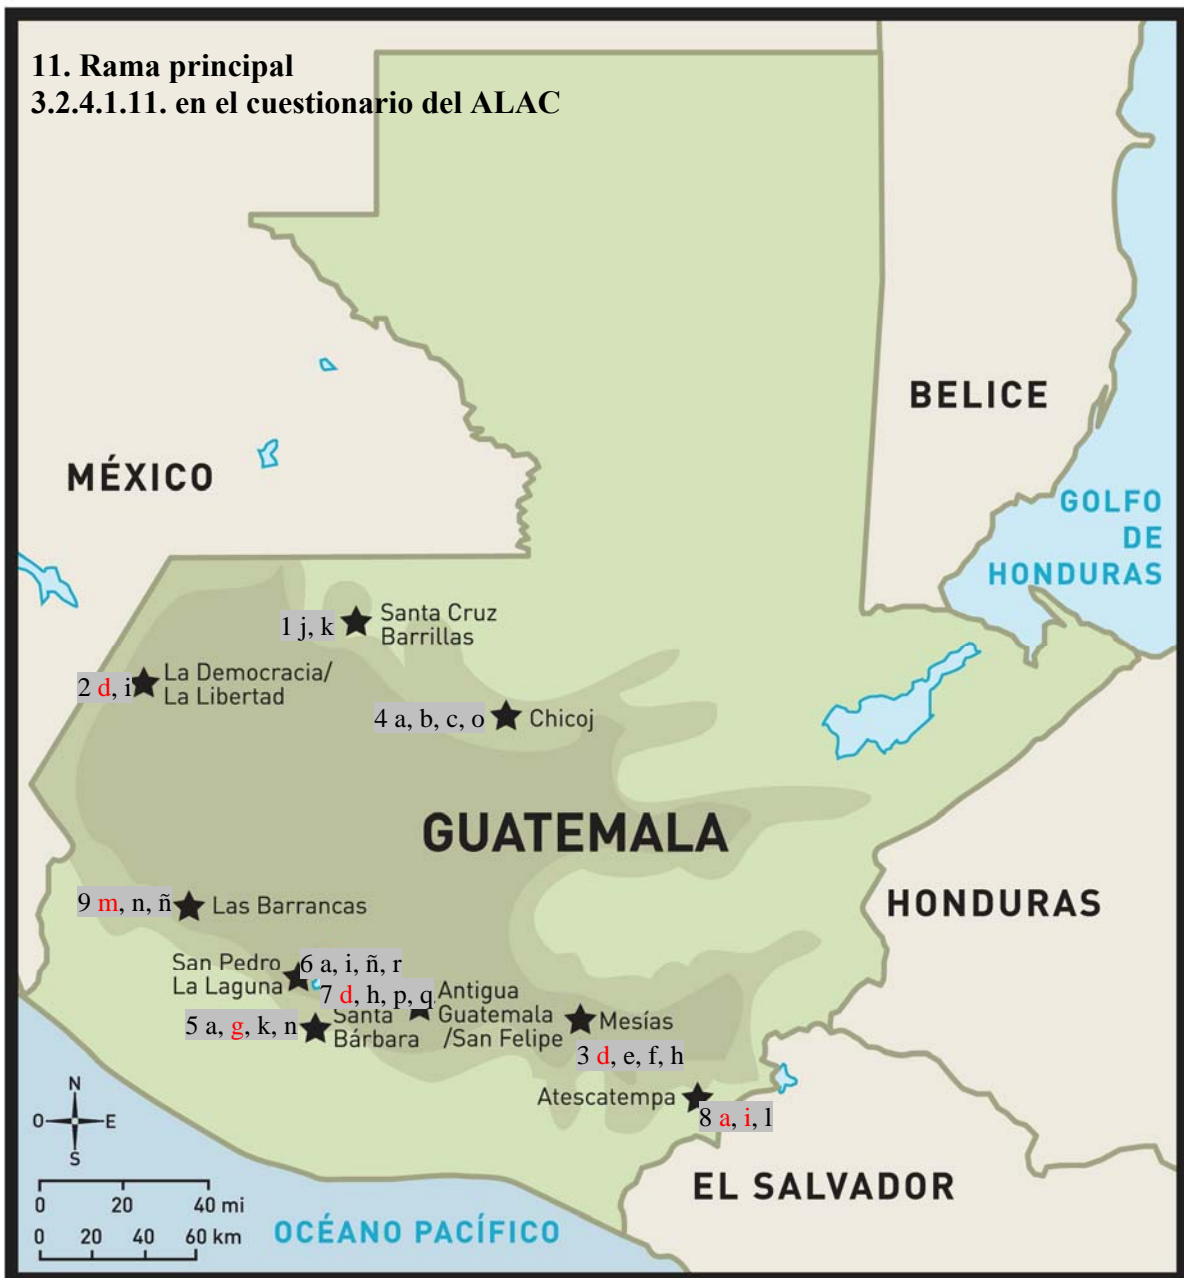 11. Rama principal
3.2.4.1.11. en el cuestionario del ALAC
BELICE
MÉXICO
GOLFO
DE
HONDURAS
1 j, k
Santa Cruz
Barrillas
2 d, i
La Democracia/
La Libertad
4 a, b, c, o
Chicoj
GUATEMALA
HONDURAS
9 m, n, ñ
Las Barrancas
San Pedro
La Laguna
6 a, i, ñ, r
7 d, h, p, q
Antigua
Guatemala
/San Felipe
5 a, g, k, n
Santa
Bárbara
Mesías
3 d, e, f, h
Atescatempa
8 a, i, l
EL SALVADOR
N
O
E
S
0 20 40 mi
0 20 40 60 km
OCÉANO PACÍFICO